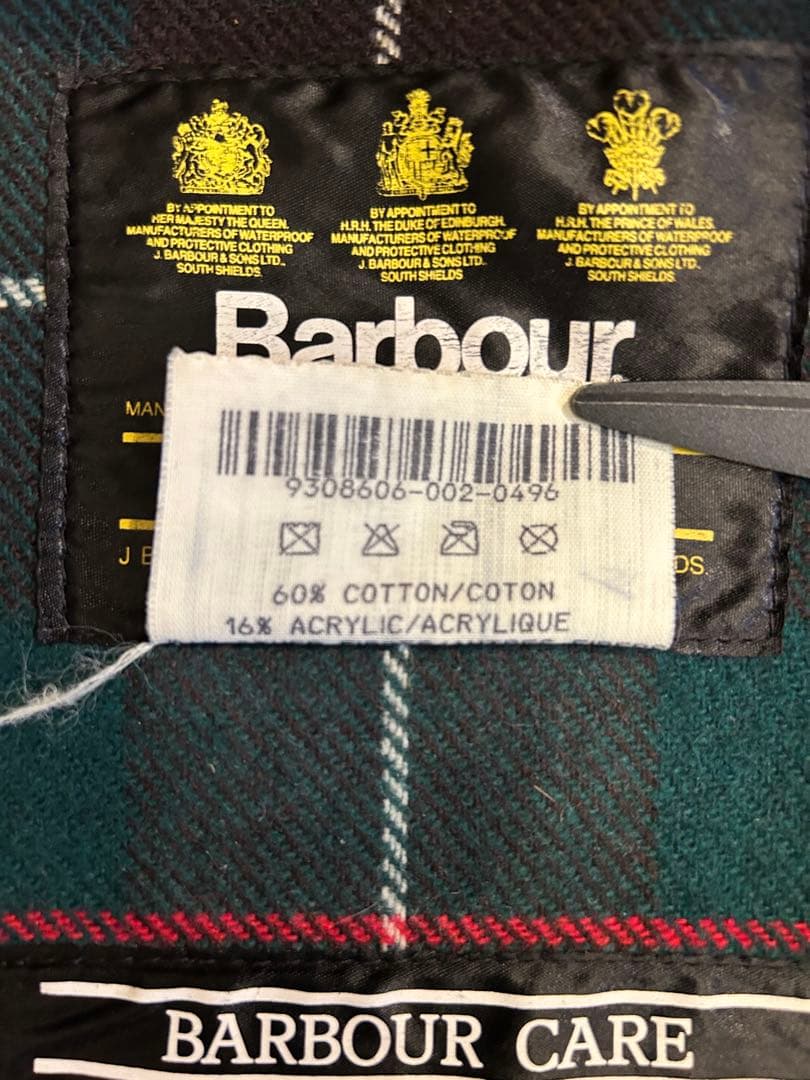 BY APPOINTMENT TO
HER MAJESTY THE QUEEN.
MANUFACTURERS OF WATERPROOF
AND PROTECTIVE CLOTHING
J. BARBOUR & SONS LTD.,
SOUTH SHIELDS.
BY APPOINTMENT TO
H.R.H. THE DUKE OF EDINBURGH.
MANUFACTURERS OF WATERPROOF
AND PROTECTIVE CLOTHING
J. BARBOUR & SONS LTD.,
SOUTH SHIELDS
BY APPOINTMENT TO
H.R.H. THE PRINCE OF WALES.
MANUFACTURERS OF WATERPROOF
AND PROTECTIVE CLOTHING
J. BARBOUR & SONS LTD.,
SOUTH SHIELDS.
Barbour.
MAN
9308606-002-0496
J B
DS.
60% COTTON/COTON
16% ACRYLIC/ACRYLIQUE
BARBOUR CARE